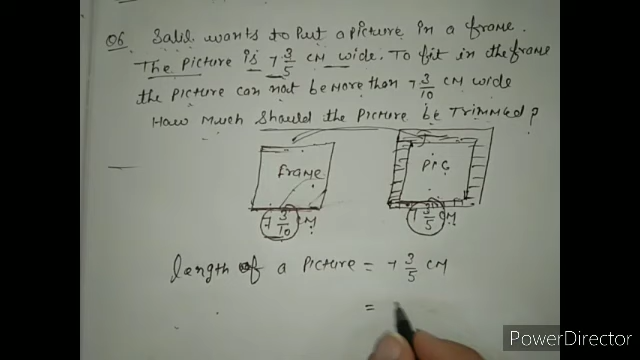 Q6. Salil wants to Put a picture in a frame.
The Picture is 7 3/5 CM wide. To fit in the frame
the Picture can not be more than 7 3/10 CM wide
How Much Should the Picture be Trimmed?
frame
PIC
7 3/10 CM
7 3/5 CM
length of a Picture = 7 3/5 CM
=
PowerDirector